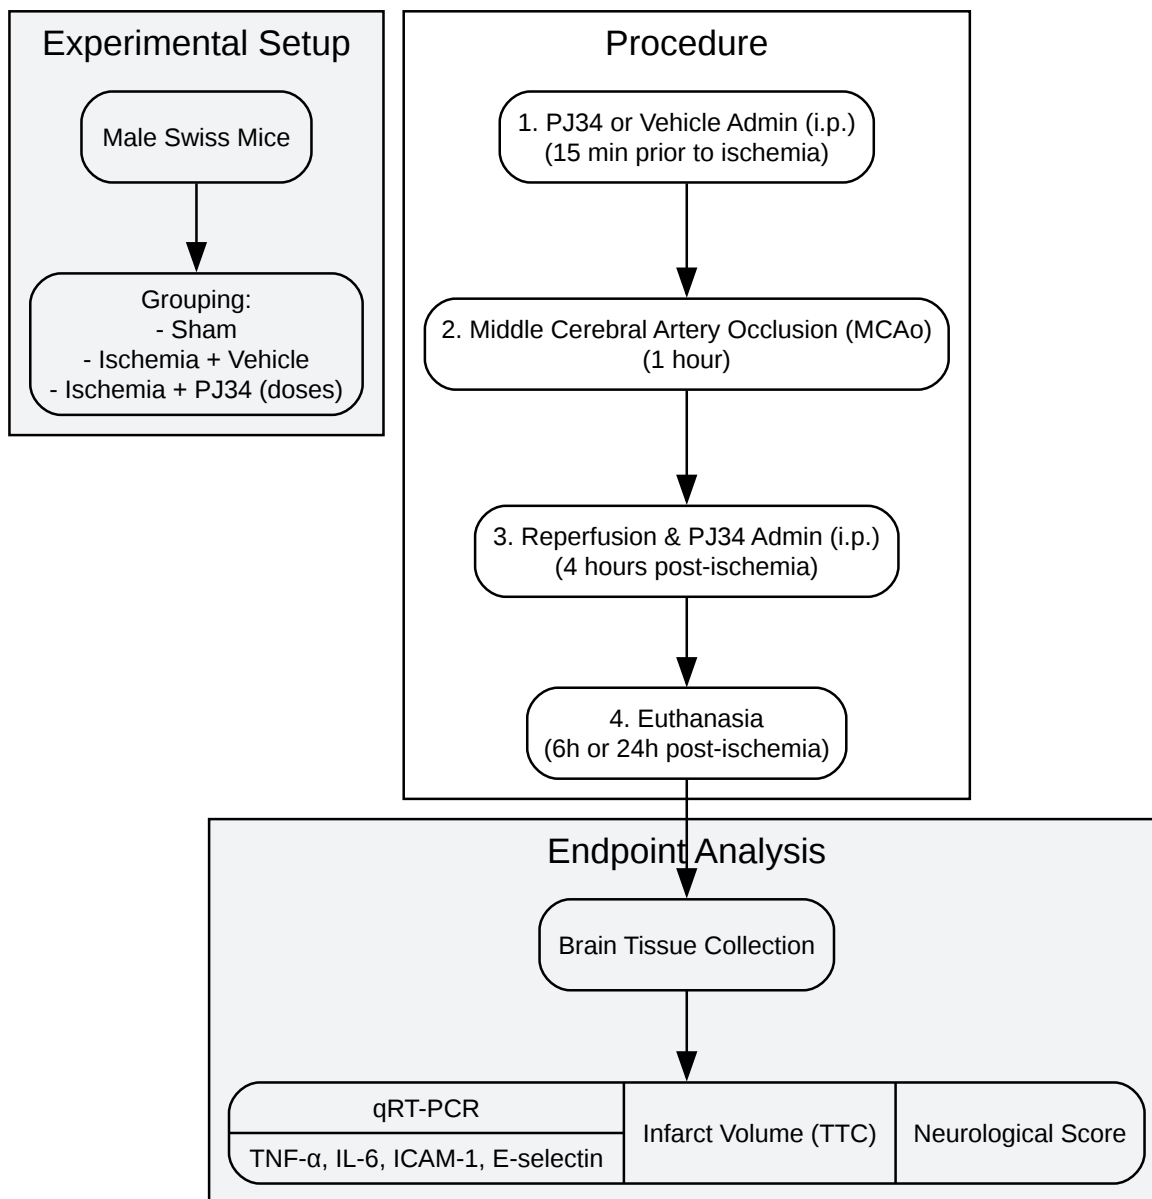 Experimental Setup
Male Swiss Mice
Grouping:
- Sham
- Ischemia + Vehicle
- Ischemia + PJ34 (doses)
Procedure
1. PJ34 or Vehicle Admin (i.p.)
(15 min prior to ischemia)
2. Middle Cerebral Artery Occlusion (MCAo)
(1 hour)
3. Reperfusion & PJ34 Admin (i.p.)
(4 hours post-ischemia)
4. Euthanasia
(6h or 24h post-ischemia)
Endpoint Analysis
Brain Tissue Collection
qRT-PCR
TNF-α, IL-6, ICAM-1, E-selectin
Infarct Volume (TTC)
Neurological Score